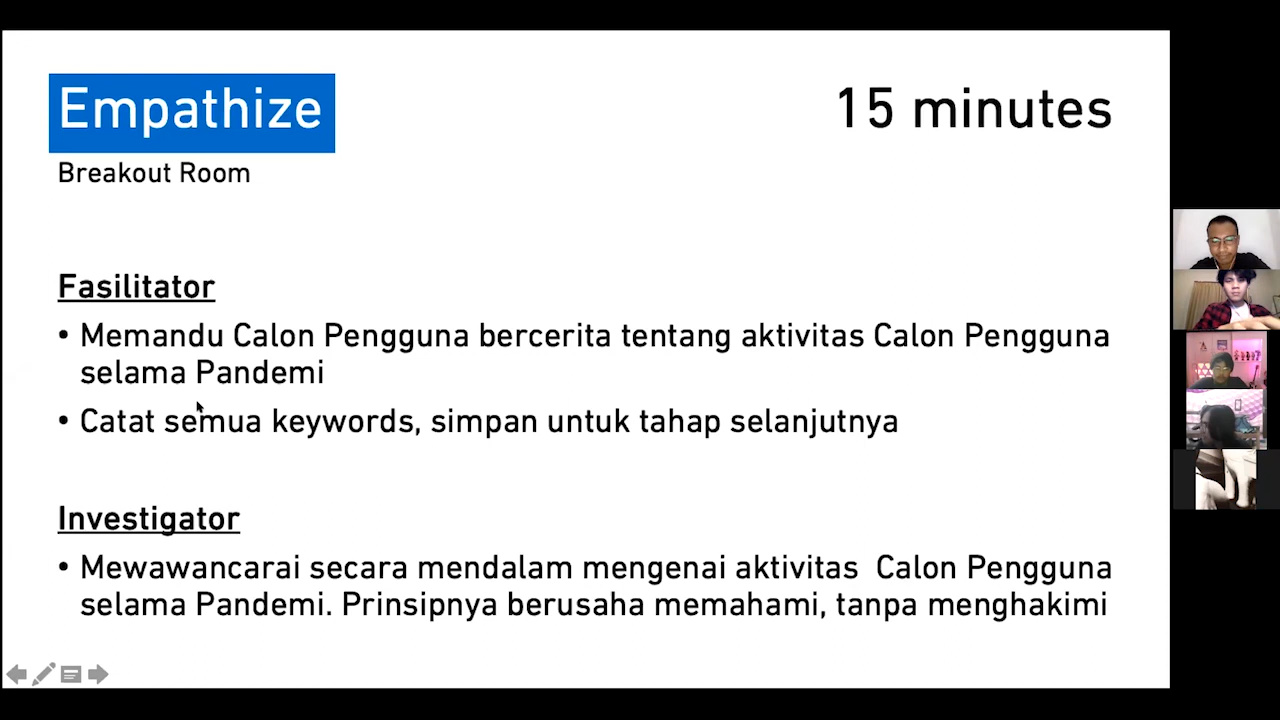 Empathize
15 minutes
Breakout Room
Fasilitator
• Memandu Calon Pengguna bercerita tentang aktivitas Calon Pengguna
selama Pandemi
• Catat semua keywords, simpan untuk tahap selanjutnya
Investigator
• Mewawancarai secara mendalam mengenai aktivitas Calon Pengguna
selama Pandemi. Prinsipnya berusaha memahami, tanpa menghakimi